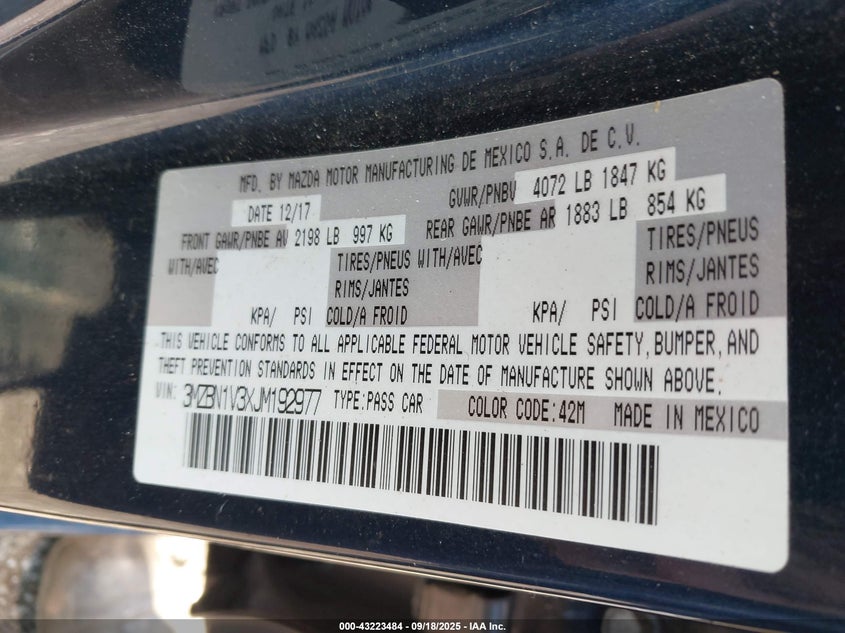 MFD. BY MAZDA MOTOR MANUFACTURING DE MEXICO S.A. DE C.V.
DATE 12/17 GVWR/PNBV 4072 LB 1847 KG
FRONT GAWR/PNBE AV 2198 LB 997 KG REAR GAWR/PNBE AR 1883 LB 854 KG
WITH/AVEC TIRES/PNEUS WITH/AVEC TIRES/PNEUS
RIMS/JANTES RIMS/JANTES
KPA/ PSI COLD/A FROID KPA/ PSI COLD/A FROID
THIS VEHICLE CONFORMS TO ALL APPLICABLE FEDERAL MOTOR VEHICLE SAFETY, BUMPER, AND
THEFT PREVENTION STANDARDS IN EFFECT ON THE DATE OF MANUFACTURE SHOWN ABOVE.
VIN: 3MZBN1V3XJM192977 TYPE:PASS CAR COLOR CODE:42M MADE IN MEXICO
000-43223484 - 09/18/2025 - IAA Inc.